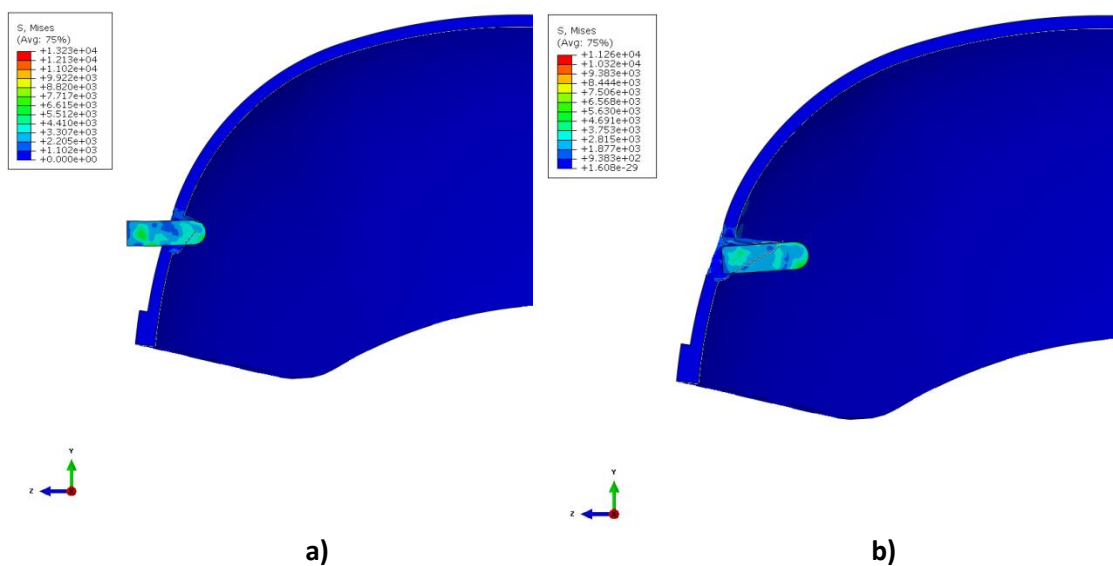 S, Mises
(Avg: 75%)
+1.323e+04
+1.213e+04
+1.102e+04
+9.922e+03
+8.820e+03
+7.717e+03
+6.615e+03
+5.512e+03
+4.410e+03
+3.307e+03
+2.205e+03
+1.102e+03
+0.000e+00
Y
Z
X
a)
S, Mises
(Avg: 75%)
+1.126e+04
+1.032e+04
+9.383e+03
+8.444e+03
+7.506e+03
+6.568e+03
+5.630e+03
+4.691e+03
+3.753e+03
+2.815e+03
+1.877e+03
+9.383e+02
+1.608e-29
Y
Z
X
b)